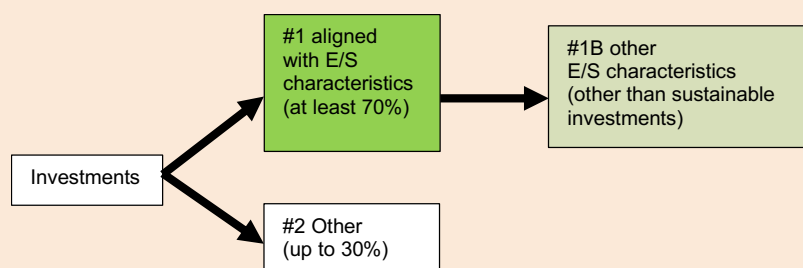 #1 aligned
with E/S
characteristics
(at least 70%)
#1B other
E/S characteristics
(other than sustainable
investments)
Investments
#2 Other
(up to 30%)